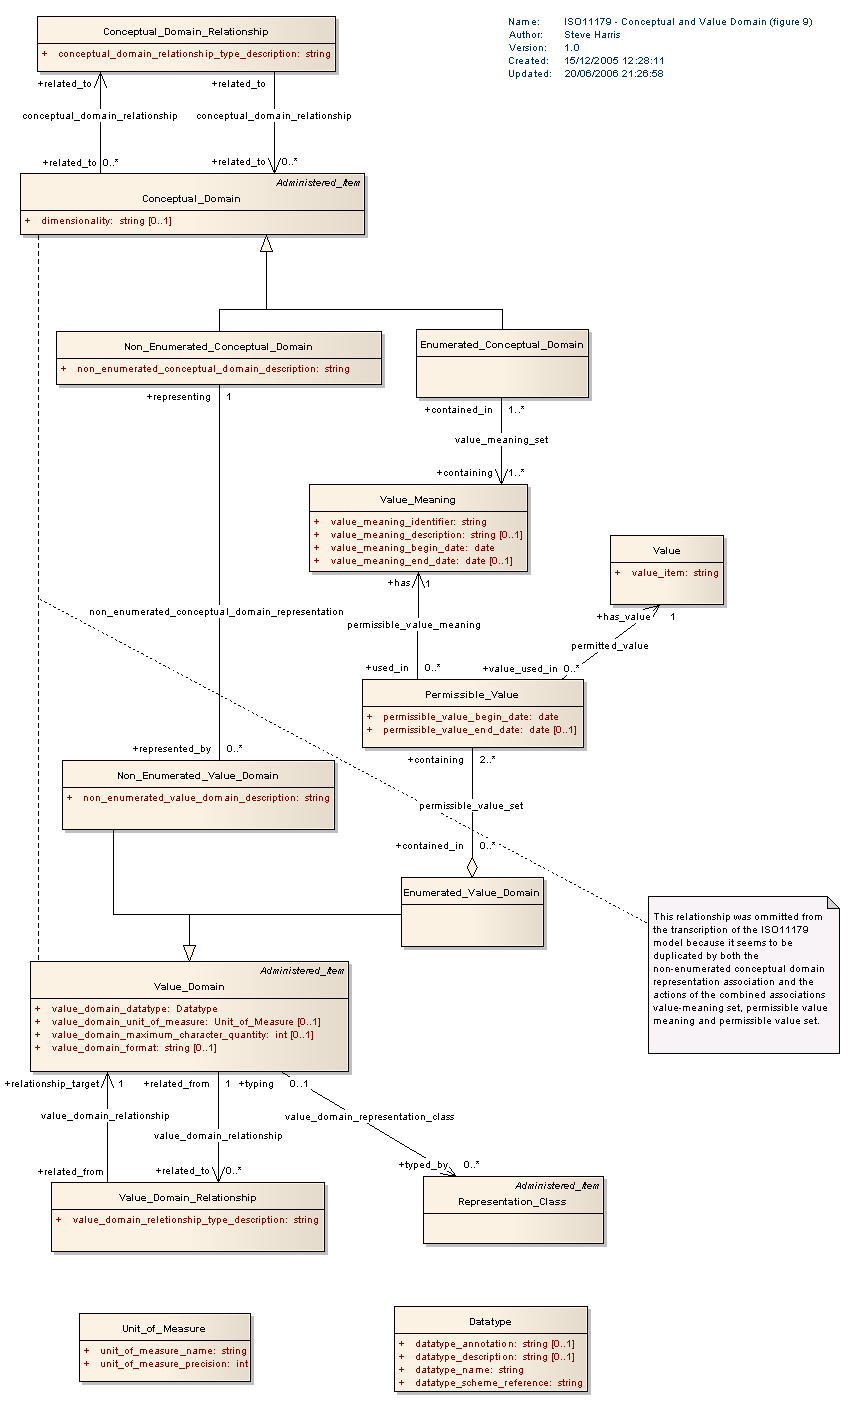 Name: ISO11179 - Conceptual and Value Domain (figure 9)
Author: Steve Harris
Version: 1.0
Created: 15/12/2005 12:28:11
Updated: 20/06/2006 21:26:58
Conceptual_Domain_Relationship
+ conceptual_domain_relationship_type_description: string
+related_to
+related_to
conceptual_domain_relationship
conceptual_domain_relationship
+related_to 0..*
+related_to 0..*
Administered_Item
Conceptual_Domain
+ dimensionality: string [0..1]
Non_Enumerated_Conceptual_Domain
+ non_enumerated_conceptual_domain_description: string
Enumerated_Conceptual_Domain
+representing 1
+contained_in 1..*
value_meaning_set
+containing 1..*
Value_Meaning
+ value_meaning_identifier: string
+ value_meaning_description: string [0..1]
+ value_meaning_begin_date: date
+ value_meaning_end_date: date [0..1]
Value
+ value_item: string
+has 1
non_enumerated_conceptual_domain_representation
+has_value 1
permissible_value_meaning
permitted_value
+used_in 0..*
+value_used_in 0..*
Permissible_Value
+ permissible_value_begin_date: date
+ permissible_value_end_date: date [0..1]
+represented_by 0..*
+containing 2..*
Non_Enumerated_Value_Domain
+ non_enumerated_value_domain_description: string
permissible_value_set
+contained_in 0..*
Enumerated_Value_Domain
This relationship was ommitted from
the transcription of the ISO11179
model because it seems to be
duplicated by both the
non-enumerated conceptual domain
representation association and the
actions of the combined associations
value-meaning set, permissible value
meaning and permissible value set.
Administered_Item
Value_Domain
+ value_domain_datatype: Datatype
+ value_domain_unit_of_measure: Unit_of_Measure [0..1]
+ value_domain_maximum_character_quantity: int [0..1]
+ value_domain_format: string [0..1]
+relationship_target 1
+related_from 1
+typing 0..1
value_domain_relationship
value_domain_relationship
value_domain_representation_class
+related_from
+related_to 0..*
+typed_by 0..*
Value_Domain_Relationship
+ value_domain_reletionship_type_description: string
Administered_Item
Representation_Class
Unit_of_Measure
+ unit_of_measure_name: string
+ unit_of_measure_precision: int
Datatype
+ datatype_annotation: string [0..1]
+ datatype_description: string [0..1]
+ datatype_name: string
+ datatype_scheme_reference: string